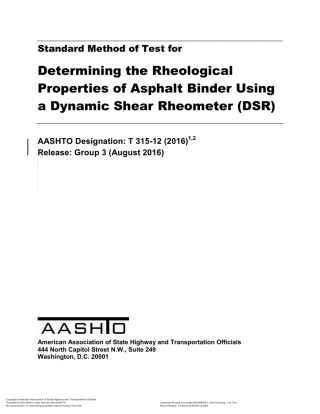 Standard Method of Test for
Determining the Rheological
Properties of Asphalt Binder Using
a Dynamic Shear Rheometer (DSR)
AASHTO Designation: T 315-12 (2016)1,2
Release: Group 3 (August 2016)
AASHTO
American Association of State Highway and Transportation Officials
444 North Capitol Street N.W., Suite 249
Washington, D.C. 20001